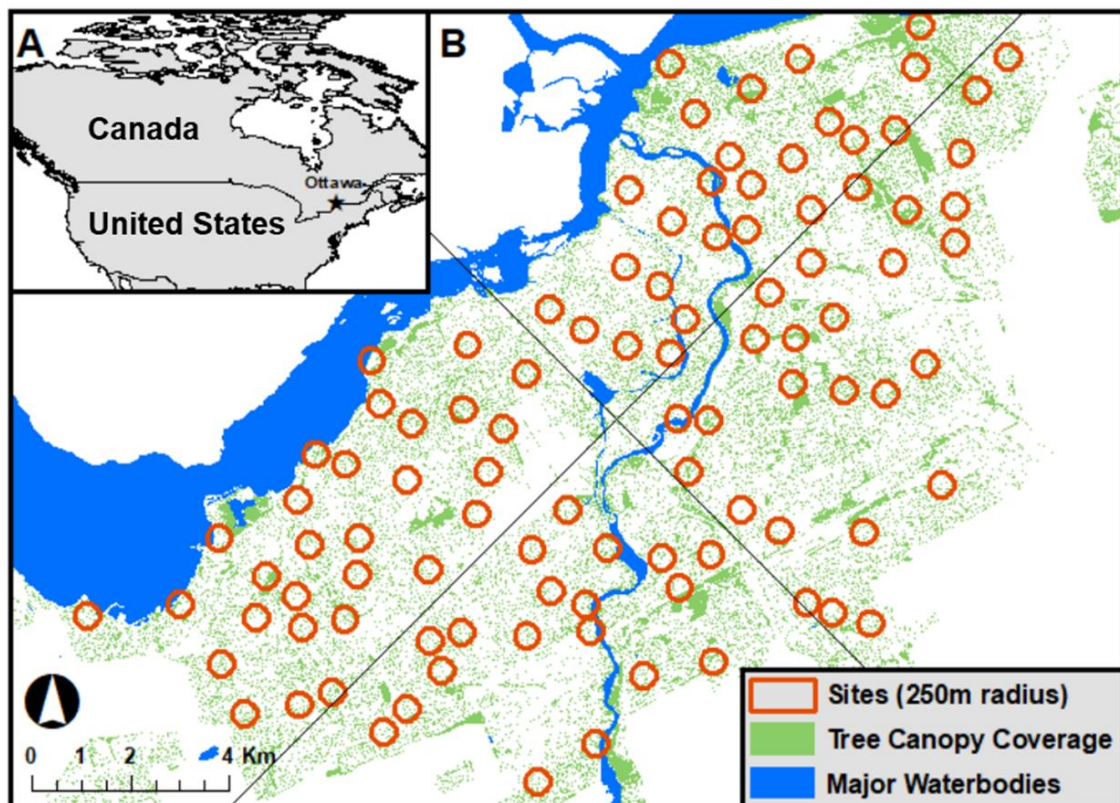 A
Canada
Ottawa
United States
B
0 1 2 4 Km
Sites (250m radius)
Tree Canopy Coverage
Major Waterbodies